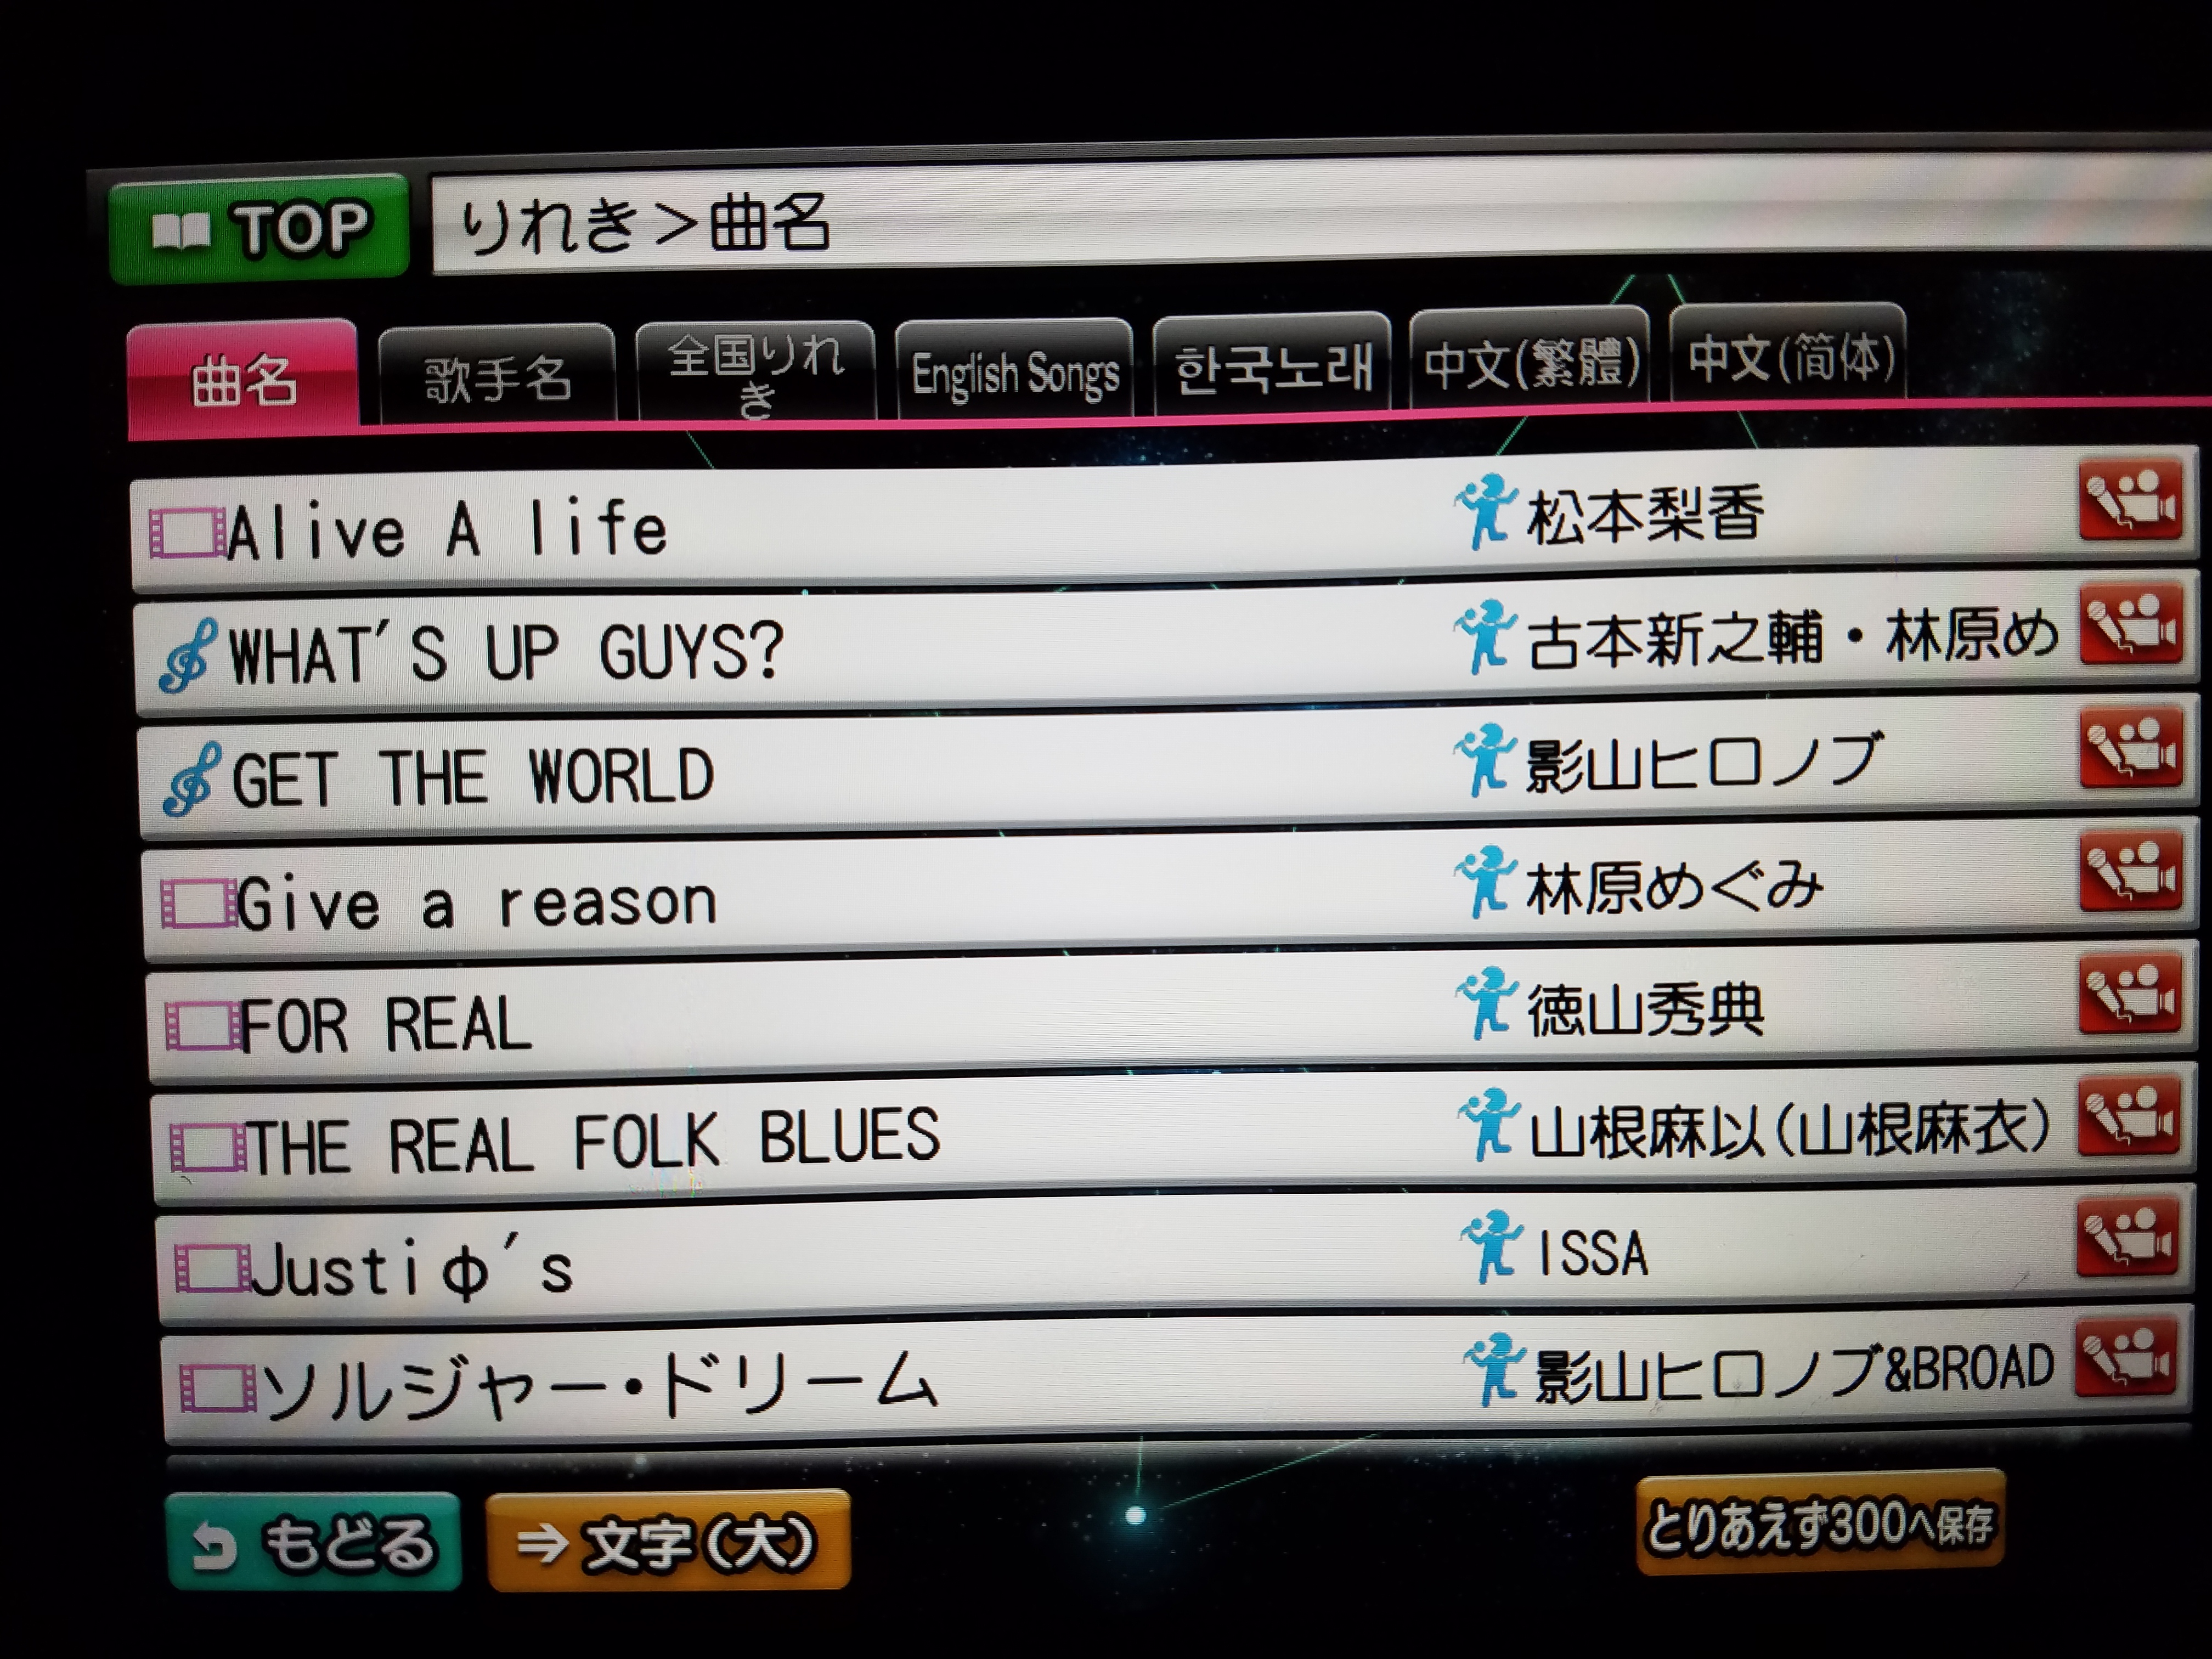 TOP
りれき>曲名
曲名
歌手名
全国りれ
き
English Songs
한국노래
中文(繁體)
中文(简体)
Alive A life 松本梨香
WHAT'S UP GUYS? 古本新之輔・林原め
GET THE WORLD 影山ヒロノブ
Give a reason 林原めぐみ
FOR REAL 徳山秀典
THE REAL FOLK BLUES 山根麻以(山根麻衣)
Justiφ's ISSA
ソルジャー・ドリーム 影山ヒロノブ&BROAD
もどる
⇒文字(大)
とりあえず300へ保存